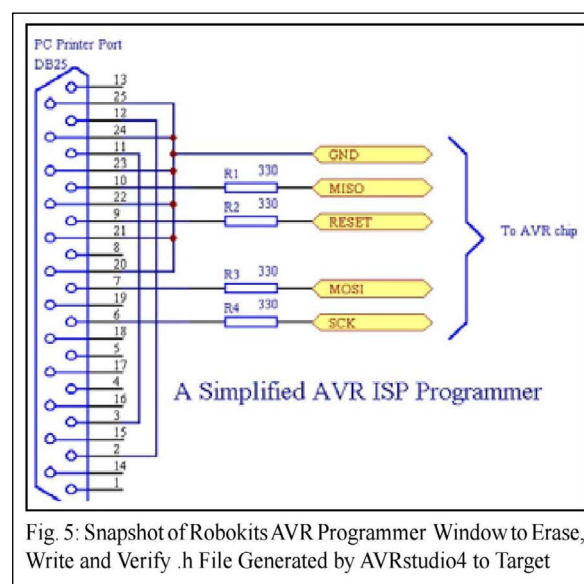 PC Printer Port
DB25
13
25
12
24
11
23
10
22
9
21
8
20
7
19
6
18
5
17
4
16
3
15
2
14
1
GND
R1 330
MISO
R2 330
RESET
To AVR chip
R3 330
MOSI
R4 330
SCK
A Simplified AVR ISP Programmer
Fig. 5: Snapshot of Robokits AVR Programmer Window to Erase,
Write and Verify .h File Generated by AVRstudio4 to Target